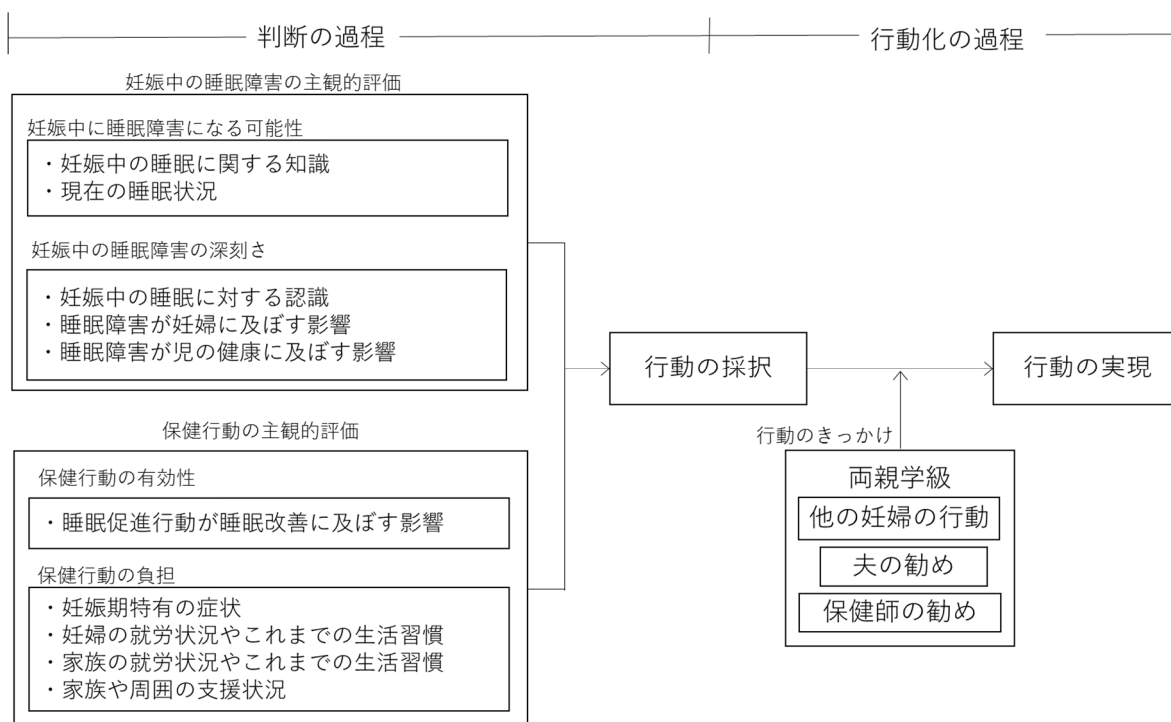 判断の過程
行動化の過程
妊娠中の睡眠障害の主観的評価
妊娠中に睡眠障害になる可能性
・妊娠中の睡眠に関する知識
・現在の睡眠状況
妊娠中の睡眠障害の深刻さ
・妊娠中の睡眠に対する認識
・睡眠障害が妊婦に及ぼす影響
・睡眠障害が児の健康に及ぼす影響
保健行動の主観的評価
保健行動の有効性
・睡眠促進行動が睡眠改善に及ぼす影響
保健行動の負担
・妊娠期特有の症状
・妊婦の就労状況やこれまでの生活習慣
・家族の就労状況やこれまでの生活習慣
・家族や周囲の支援状況
行動の採択
行動の実現
行動のきっかけ
両親学級
他の妊婦の行動
夫の勧め
保健師の勧め